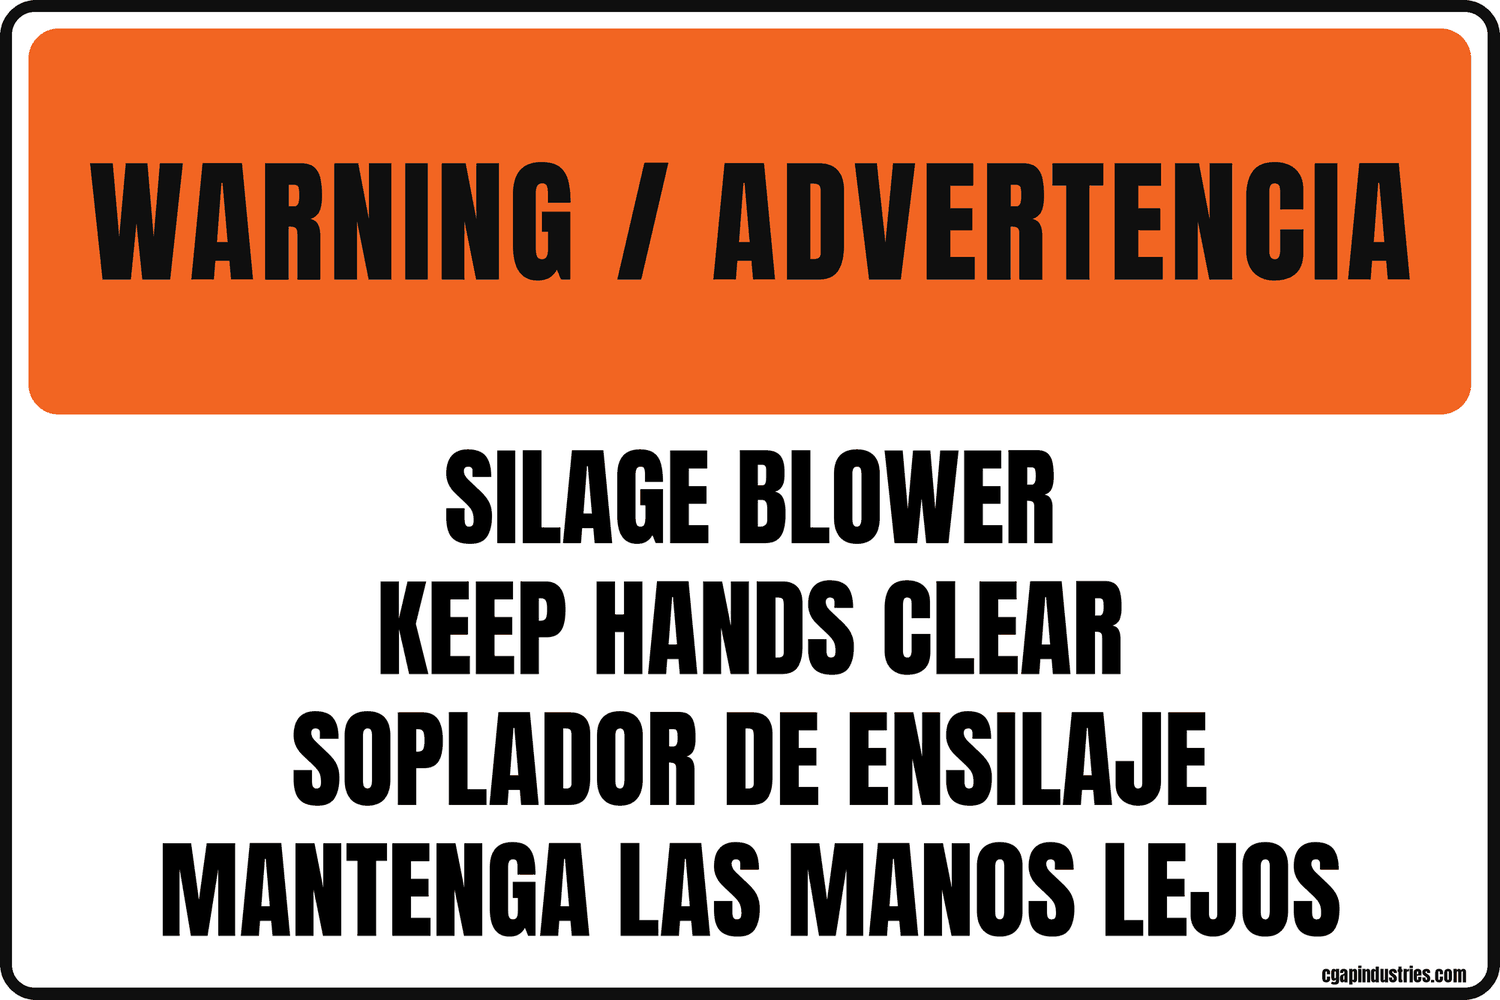 WARNING / ADVERTENCIA
SILAGE BLOWER
KEEP HANDS CLEAR
SOPLADOR DE ENSILAJE
MANTENGA LAS MANOS LEJOS
cgapindustries.com